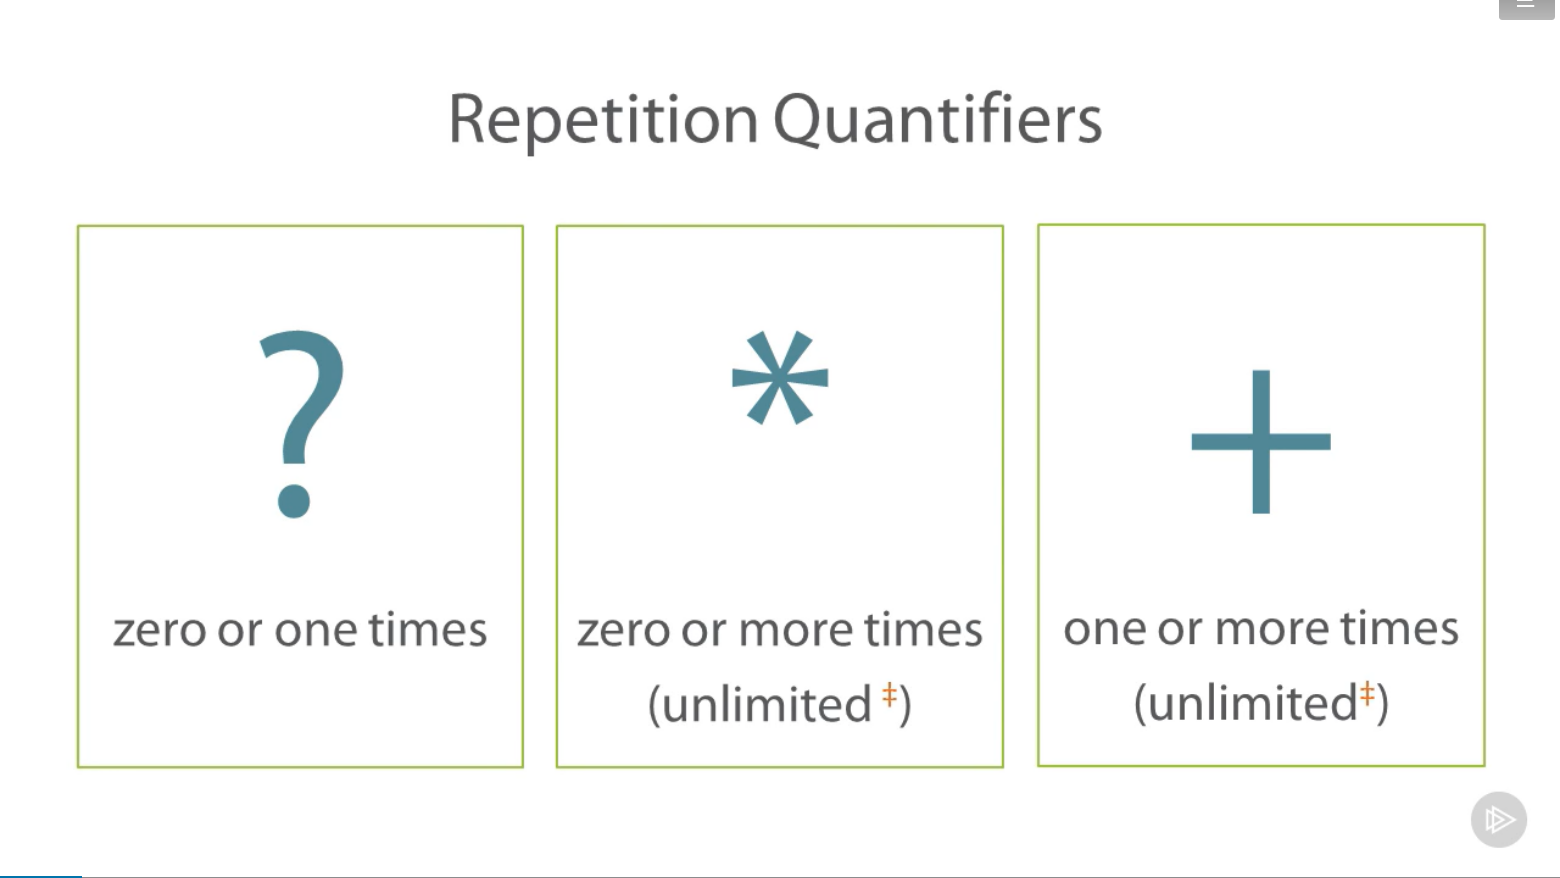 Repetition Quantifiers
?
zero or one times
*
zero or more times
(unlimited ‡)
+
one or more times
(unlimited‡)